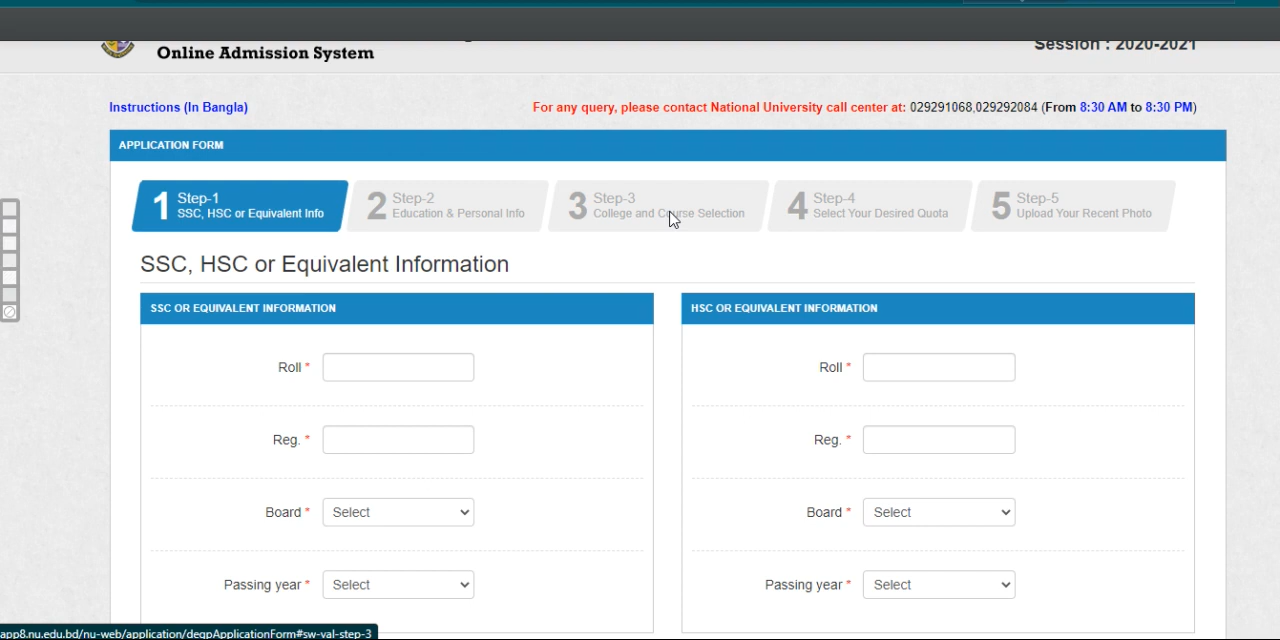 Online Admission System
Session : 2020-2021
Instructions (In Bangla)
For any query, please contact National University call center at: 029291068,029292084 (From 8:30 AM to 8:30 PM)
APPLICATION FORM
1 Step-1
SSC, HSC or Equivalent Info
2 Step-2
Education & Personal Info
3 Step-3
College and Course Selection
4 Step-4
Select Your Desired Quota
5 Step-5
Upload Your Recent Photo
SSC, HSC or Equivalent Information
SSC OR EQUIVALENT INFORMATION
Roll *
Reg. *
Board * Select
Passing year * Select
HSC OR EQUIVALENT INFORMATION
Roll *
Reg. *
Board * Select
Passing year * Select
app8.nu.edu.bd/nu-web/application/degpApplicationForm#sw-val-step-3